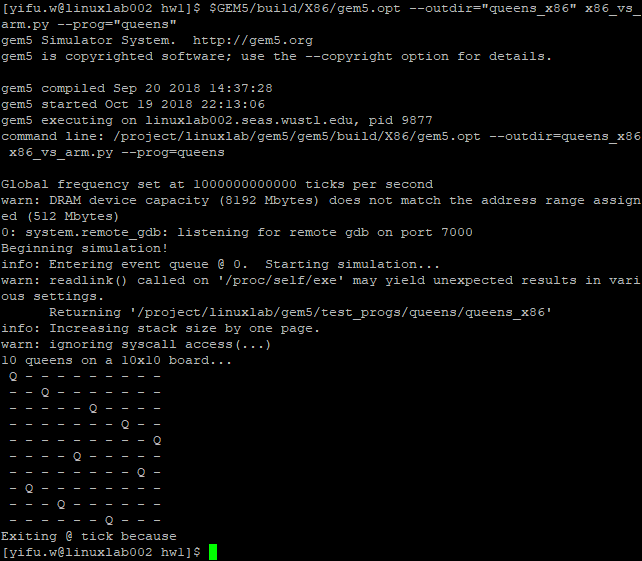 [yifu.w@linuxlab002 hw1]$ $GEM5/build/X86/gem5.opt --outdir="queens_x86" x86_vs_
arm.py --prog="queens"
gem5 Simulator System.  http://gem5.org
gem5 is copyrighted software; use the --copyright option for details.

gem5 compiled Sep 20 2018 14:37:28
gem5 started Oct 19 2018 22:13:06
gem5 executing on linuxlab002.seas.wustl.edu, pid 9877
command line: /project/linuxlab/gem5/gem5/build/X86/gem5.opt --outdir=queens_x86
 x86_vs_arm.py --prog=queens

Global frequency set at 1000000000000 ticks per second
warn: DRAM device capacity (8192 Mbytes) does not match the address range assign
ed (512 Mbytes)
0: system.remote_gdb: listening for remote gdb on port 7000
Beginning simulation!
info: Entering event queue @ 0.  Starting simulation...
warn: readlink() called on '/proc/self/exe' may yield unexpected results in vari
ous settings.
      Returning '/project/linuxlab/gem5/test_progs/queens/queens_x86'
info: Increasing stack size by one page.
warn: ignoring syscall access(...)
10 queens on a 10x10 board...
 Q - - - - - - - - -
 - - Q - - - - - - -
 - - - - - Q - - - -
 - - - - - - - Q - -
 - - - - - - - - - Q
 - - - - Q - - - - -
 - - - - - - - - Q -
 - Q - - - - - - - -
 - - - Q - - - - - -
 - - - - - - Q - - -
Exiting @ tick because
[yifu.w@linuxlab002 hw1]$